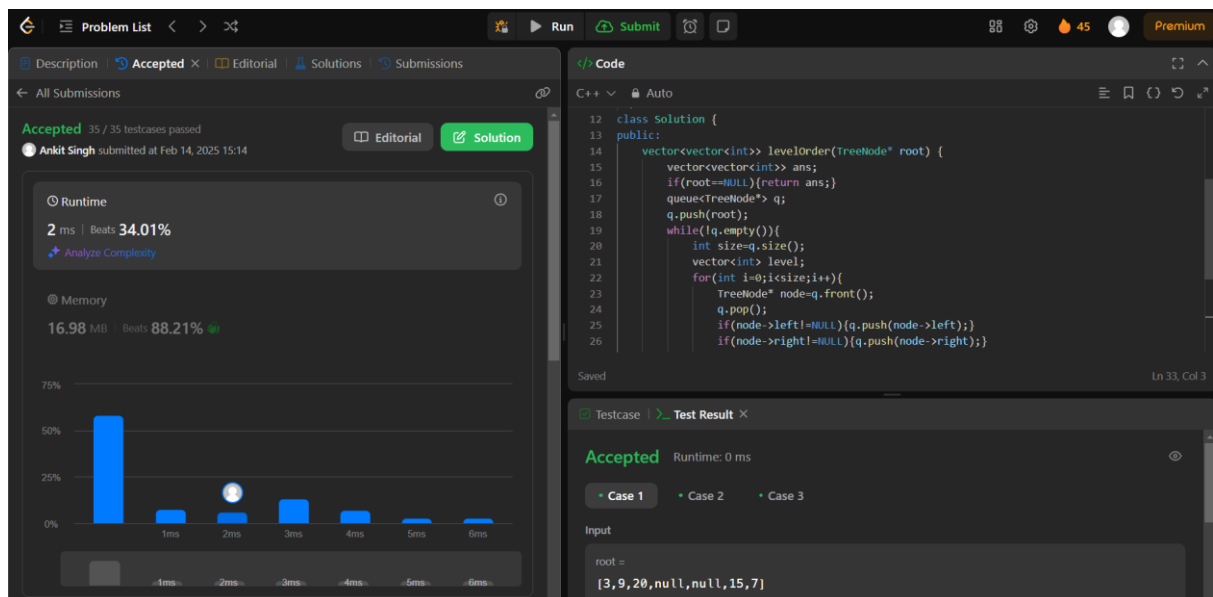 Problem List
Run
Submit
45
Premium
Description
Accepted
Editorial
Solutions
Submissions
All Submissions
Accepted 35 / 35 testcases passed
Ankit Singh submitted at Feb 14, 2025 15:14
Editorial
Solution
Runtime
2 ms | Beats 34.01%
Analyze Complexity
Memory
16.98 MB | Beats 88.21%
75%
50%
25%
0%
1ms 2ms 3ms 4ms 5ms 6ms
1ms 2ms 3ms 4ms 5ms 6ms
</> Code
C++ Auto
12 class Solution {
13 public:
14 vector<vector<int>> levelOrder(TreeNode* root) {
15 vector<vector<int>> ans;
16 if(root==NULL){return ans;}
17 queue<TreeNode*> q;
18 q.push(root);
19 while(!q.empty()){
20 int size=q.size();
21 vector<int> level;
22 for(int i=0;i<size;i++){
23 TreeNode* node=q.front();
24 q.pop();
25 if(node->left!=NULL){q.push(node->left);}
26 if(node->right!=NULL){q.push(node->right);}
Saved
Ln 33, Col 3
Testcase
>_ Test Result
Accepted Runtime: 0 ms
• Case 1 • Case 2 • Case 3
Input
root =
[3,9,20,null,null,15,7]